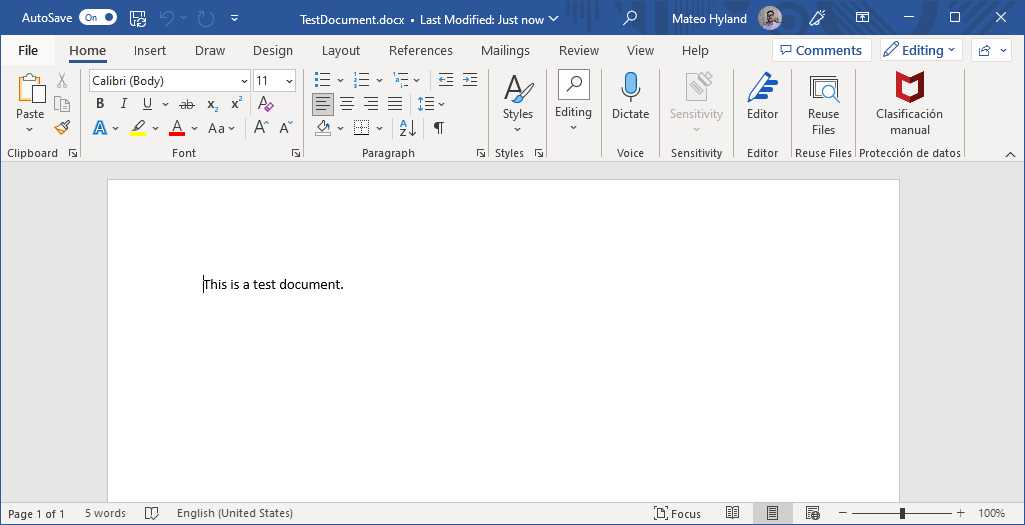 AutoSave On TestDocument.docx • Last Modified: Just now Mateo Hyland
File Home Insert Draw Design Layout References Mailings Review View Help Comments Editing
Calibri (Body) 11
Paste
B I U ab x₂ x²
A A Aa A A
Styles
Editing
Dictate
Sensitivity
Editor
Reuse
Files
Clasificación
manual
Clipboard Font Paragraph Styles Voice Sensitivity Editor Reuse Files Protección de datos
This is a test document.
Page 1 of 1 5 words English (United States) Focus 100%